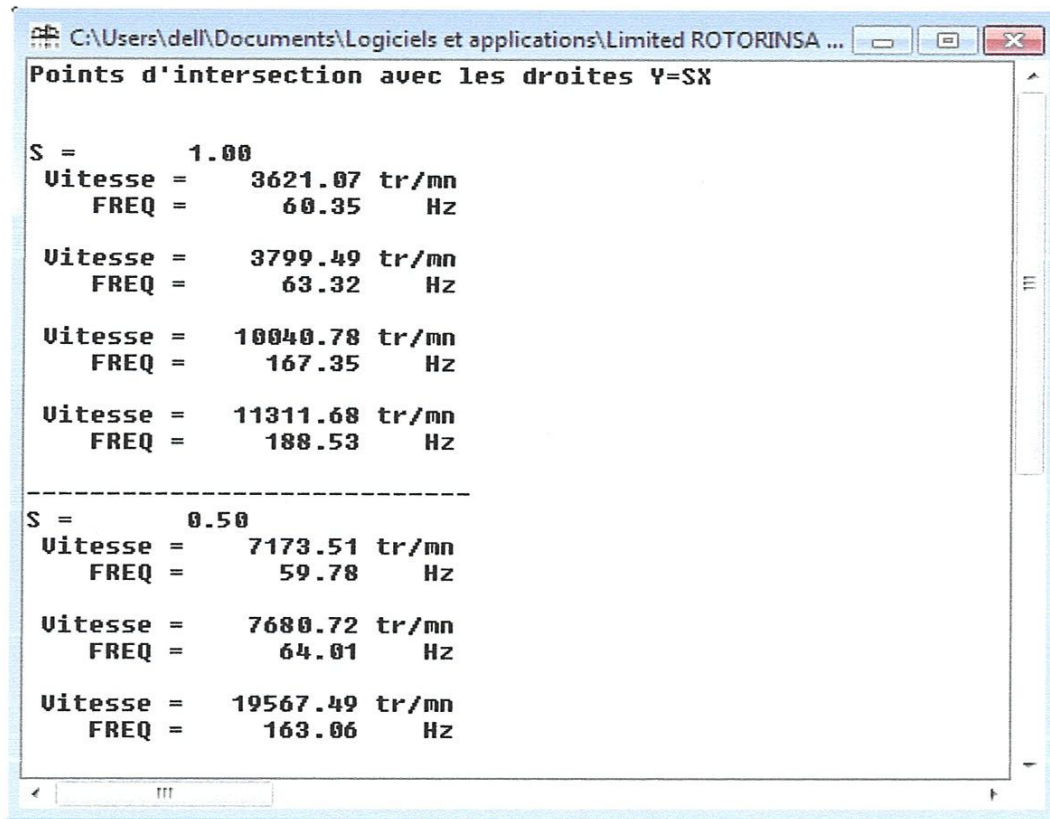 C:\Users\dell\Documents\Logiciels et applications\Limited ROTORINSA ...
Points d'intersection avec les droites Y=SX
S = 1.00
Vitesse = 3621.07 tr/mn
FREQ = 60.35 Hz
Vitesse = 3799.49 tr/mn
FREQ = 63.32 Hz
Vitesse = 10040.78 tr/mn
FREQ = 167.35 Hz
Vitesse = 11311.68 tr/mn
FREQ = 188.53 Hz
-----------------------------
S = 0.50
Vitesse = 7173.51 tr/mn
FREQ = 59.78 Hz
Vitesse = 7680.72 tr/mn
FREQ = 64.01 Hz
Vitesse = 19567.49 tr/mn
FREQ = 163.06 Hz